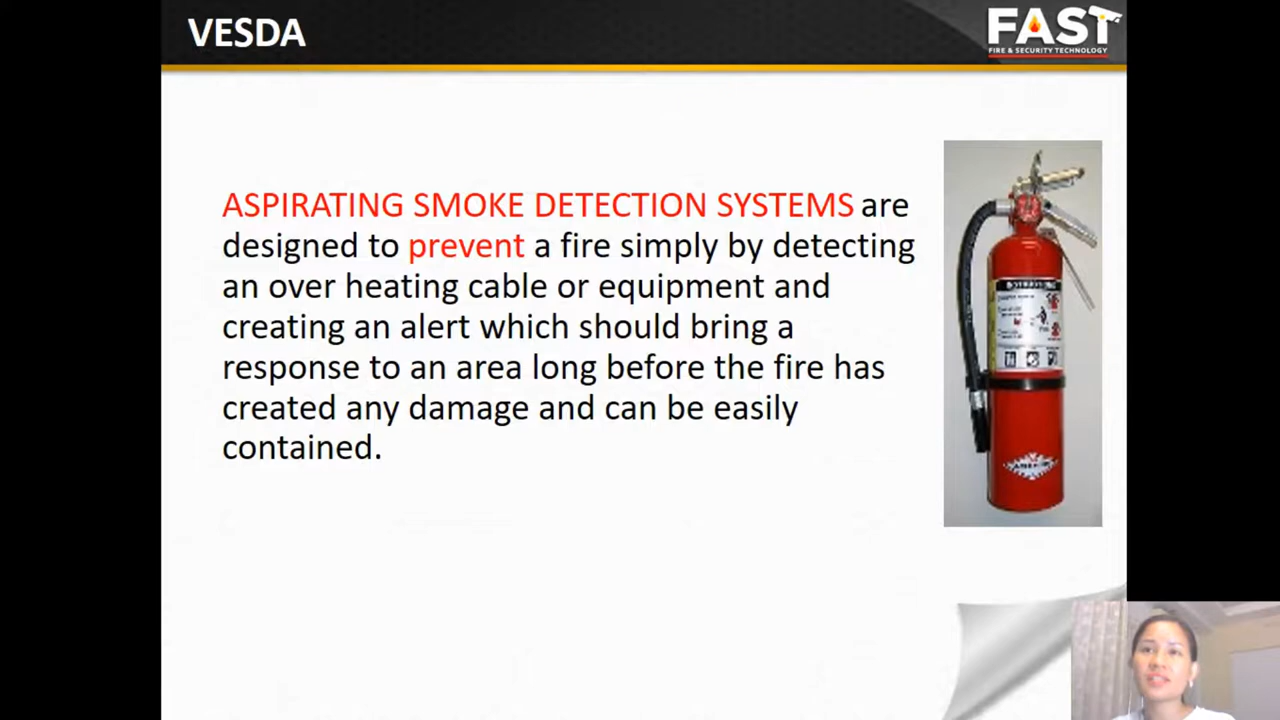 VESDA
FAST
FIRE & SECURITY TECHNOLOGY
ASPIRATING SMOKE DETECTION SYSTEMS are
designed to prevent a fire simply by detecting
an over heating cable or equipment and
creating an alert which should bring a
response to an area long before the fire has
created any damage and can be easily
contained.